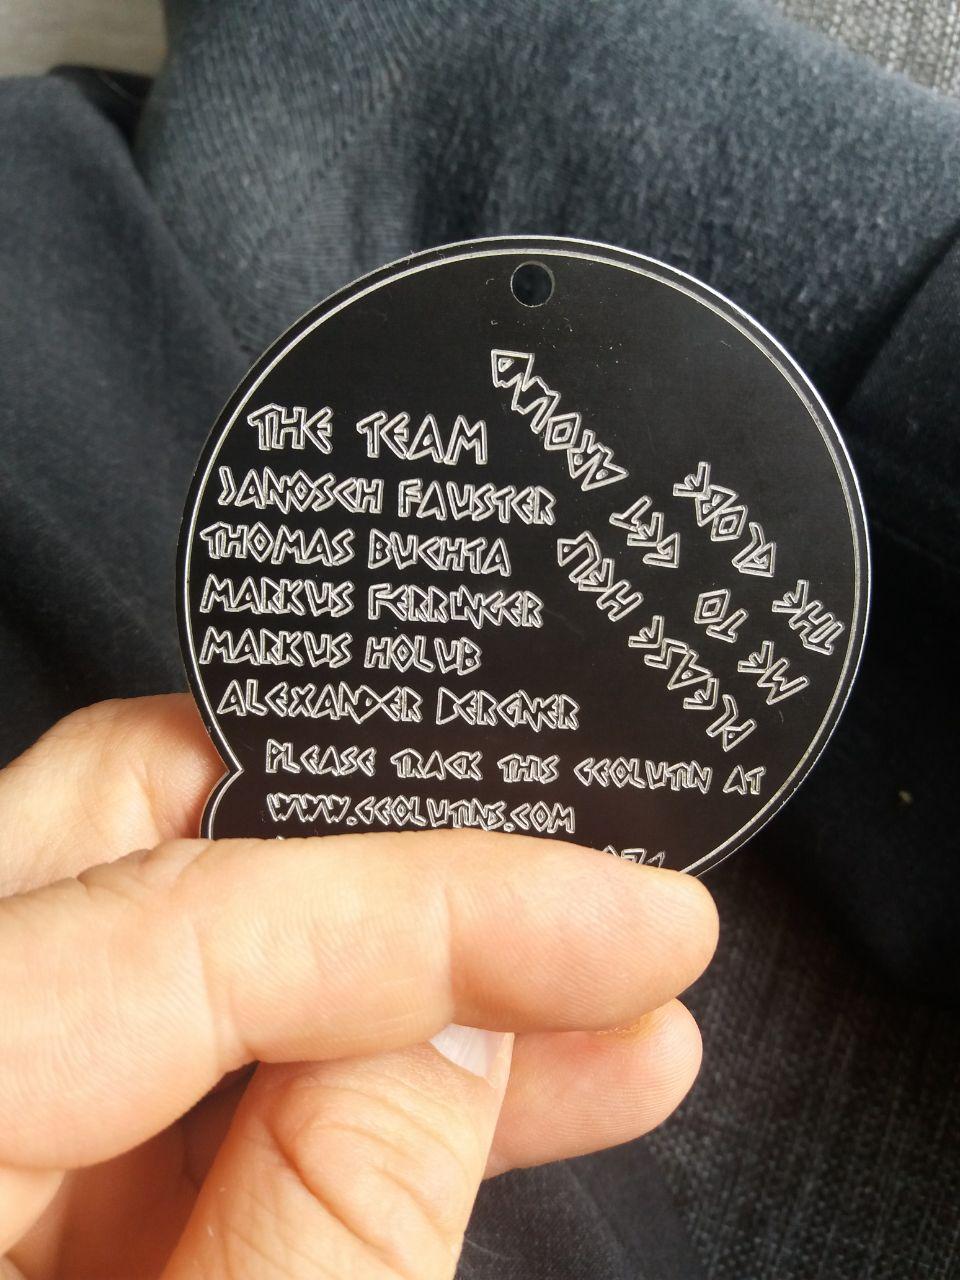 THE TEAM
JANOSCH FAUSTER
THOMAS BUCHTA
MARKUS FERRINGER
MARKUS HOLUB
ALEXANDER BERGNER
PLEASE TRACK THIS GEOLUTIN AT
WWW.GEOLUTINS.COM
PLEASE HELP
ME TO GET AROUND
THE GLOBE